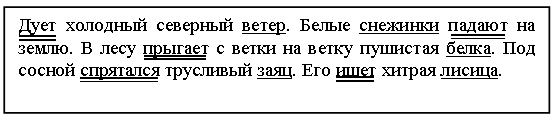 Дует холодный северный ветер. Белые снежинки падают на
землю. В лесу прыгает с ветки на ветку пушистая белка. Под
сосной спрятался трусливый заяц. Его ищет хитрая лисица.